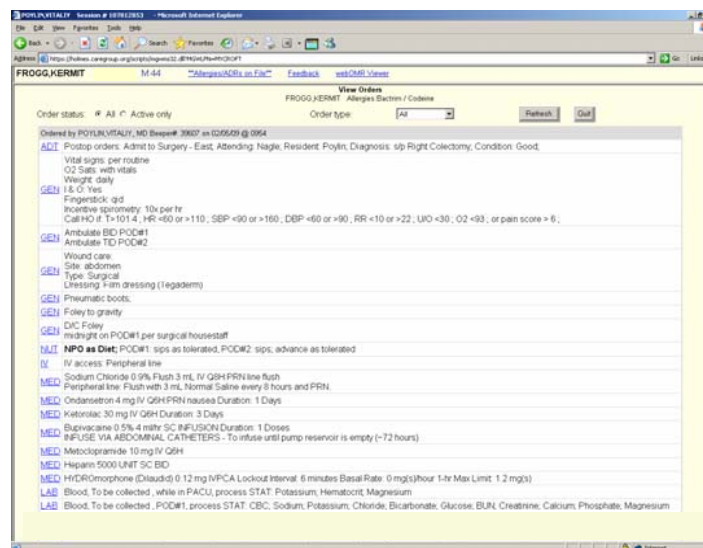 POYLIN,VITALIY Session # 107812853 - Microsoft Internet Explorer
File Edit View Favorites Tools Help
Back Search Favorites
Address https://holmes.caregroup.org/scripts/
Go Links
FROGG,KERMIT M 44 **Allergies/ADRs on File** Feedback webOMR Viewer
View Orders
FROGG,KERMIT Allergies:Bactrim / Codeine
Order status: All Active only Order type: All Refresh Quit
Ordered by POYLIN,VITALIY, MD Beeper#: 39607 on 02/05/09 @ 0954
ADT Postop orders: Admit to Surgery - East; Attending: Nagle; Resident: Poylin; Diagnosis: s/p Right Colectomy; Condition: Good;
Vital signs: per routine
O2 Sats: with vitals
Weight: daily
GEN I & O: Yes
Fingerstick: qid
Incentive spirometry: 10x per hr
Call HO if: T>101.4 ; HR <60 or >110 ; SBP <90 or >160 ; DBP <60 or >90 ; RR <10 or >22 ; U/O <30 ; O2 <93 ; or pain score > 6 ;
GEN Ambulate BID POD#1
Ambulate TID POD#2
Wound care:
Site: abdomen
GEN Type: Surgical
Dressing: Film dressing (Tegaderm)
GEN Pneumatic boots;
GEN Foley to gravity
GEN D/C Foley
midnight on POD#1,per surgical housestaff
NUT NPO as Diet; POD#1: sips as tolerated, POD#2: sips, advance as tolerated
IV IV access: Peripheral line
MED Sodium Chloride 0.9% Flush 3 mL IV Q8H:PRN line flush
Peripheral line: Flush with 3 mL Normal Saline every 8 hours and PRN.
MED Ondansetron 4 mg IV Q6H:PRN nausea Duration: 1 Days
MED Ketorolac 30 mg IV Q6H Duration: 3 Days
MED Bupivacaine 0.5% 4 ml/hr SC INFUSION Duration: 1 Doses
INFUSE VIA ABDOMINAL CATHETERS - To infuse until pump reservoir is empty (~72 hours)
MED Metoclopramide 10 mg IV Q6H
MED Heparin 5000 UNIT SC BID
MED HYDROmorphone (Dilaudid) 0.12 mg IVPCA Lockout Interval: 6 minutes Basal Rate: 0 mg(s)/hour 1-hr Max Limit: 1.2 mg(s)
LAB Blood, To be collected , while in PACU, process STAT: Potassium; Hematocrit; Magnesium
LAB Blood, To be collected , POD#1, process STAT: CBC; Sodium; Potassium; Chloride; Bicarbonate; Glucose; BUN; Creatinine; Calcium; Phosphate; Magnesium
Internet